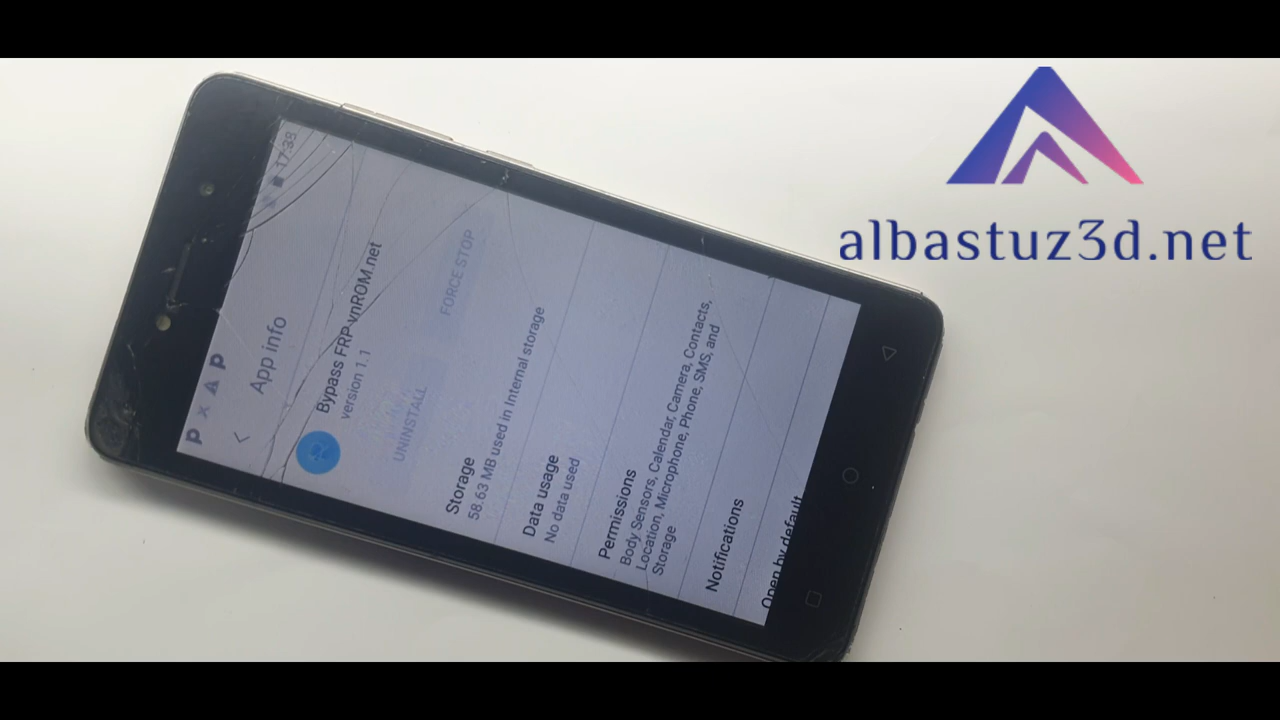 albastuz3d.net
17:38
App info
Bypass FRP vnROM.net
version 1.1
UNINSTALL
FORCE STOP
Storage
58.63 MB used in Internal storage
Data usage
No data used
Permissions
Body Sensors, Calendar, Camera, Contacts,
Location, Microphone, Phone, SMS, and
Storage
Notifications
Open by default